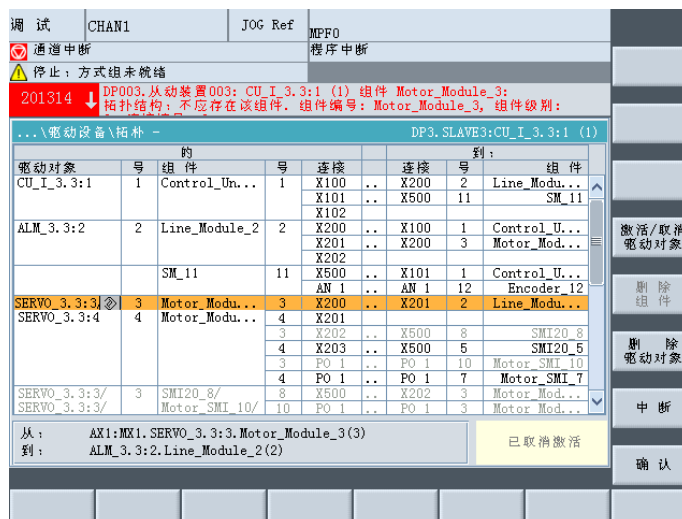 调 试 CHAN1 JOG Ref MPF0
通道中断 程序中断
停止: 方式组未就绪
201314 DP003.从动装置003: CU_I_3.3:1 (1) 组件 Motor_Module_3:
拓扑结构: 不应存在该组件. 组件编号: Motor_Module_3, 组件级别:
...\驱动设备\拓朴 - DP3.SLAVE3:CU_I_3.3:1 (1)
的 到:
驱动对象 号 组 件 号 连接 连接 号 组 件
CU_I_3.3:1 1 Control_Un... 1 X100 .. X200 2 Line_Modu...
X101 .. X500 11 SM_11
X102
ALM_3.3:2 2 Line_Module_2 2 X200 .. X100 1 Control_U...
X201 .. X200 3 Motor_Mod...
X202
SM_11 11 X500 .. X101 1 Control_U...
AN 1 .. AN 1 12 Encoder_12
SERVO_3.3:3/ 3 Motor_Modu... 3 X200 .. X201 2 Line_Modu...
SERVO_3.3:4 4 Motor_Modu... 4 X201
3 X202 .. X500 8 SMI20_8
4 X203 .. X500 5 SMI20_5
3 PO 1 .. PO 1 10 Motor_SMI_10
4 PO 1 .. PO 1 7 Motor_SMI_7
SERVO_3.3:3/ 3 SMI20_8/ 8 X500 .. X202 3 Motor_Mod...
SERVO_3.3:3/ Motor_SMI_10/ 10 PO 1 .. PO 1 3 Motor_Mod...
从: AX1:MX1.SERVO_3.3:3.Motor_Module_3(3)
到: ALM_3.3:2.Line_Module_2(2)
已取消激活
激活/取消
驱动对象
删 除
组 件
删 除
驱动对象
中 断
确 认